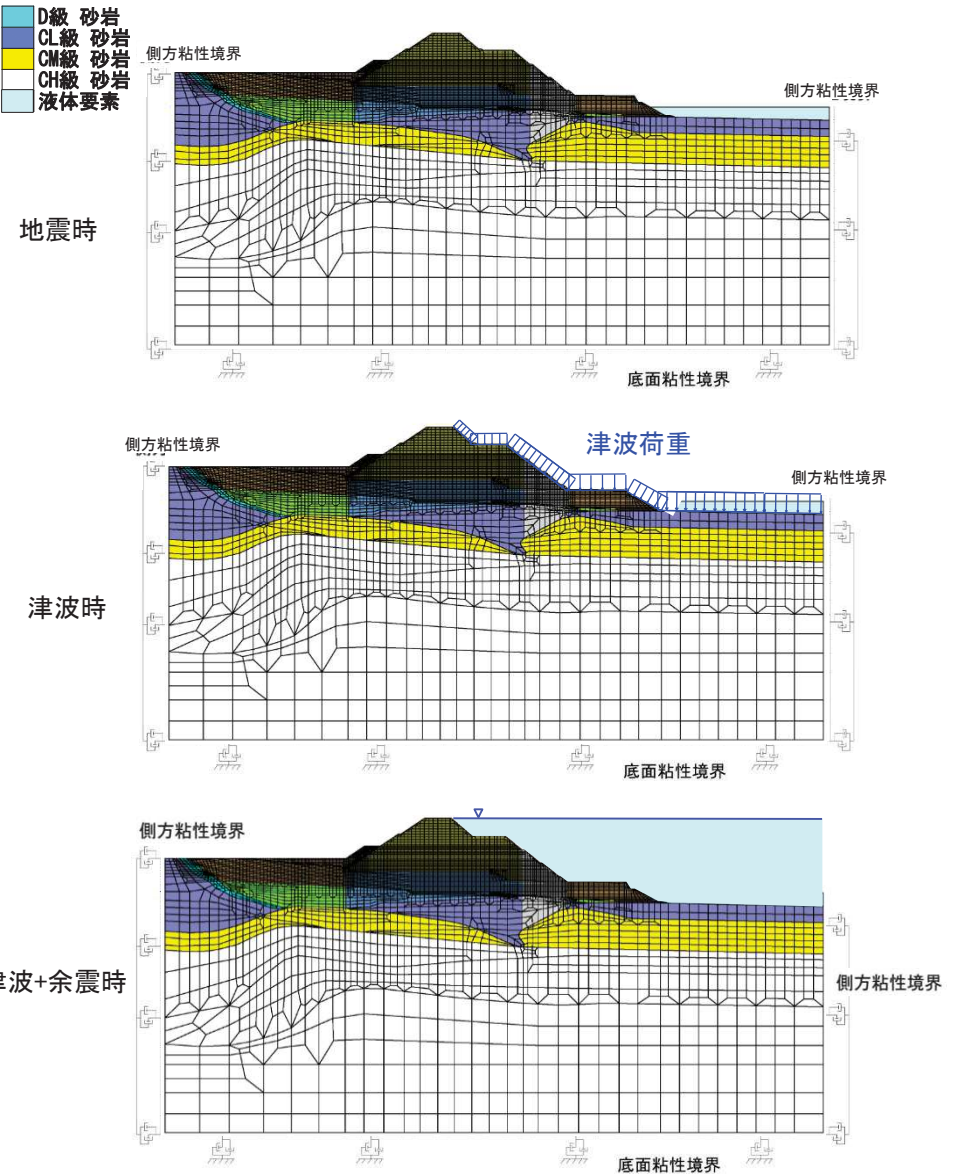 D級 砂岩
CL級 砂岩
CM級 砂岩
CH級 砂岩
液体要素
側方粘性境界
側方粘性境界
地震時
底面粘性境界
側方粘性境界
津波荷重
側方粘性境界
津波時
底面粘性境界
側方粘性境界
波+余震時
側方粘性境界
底面粘性境界